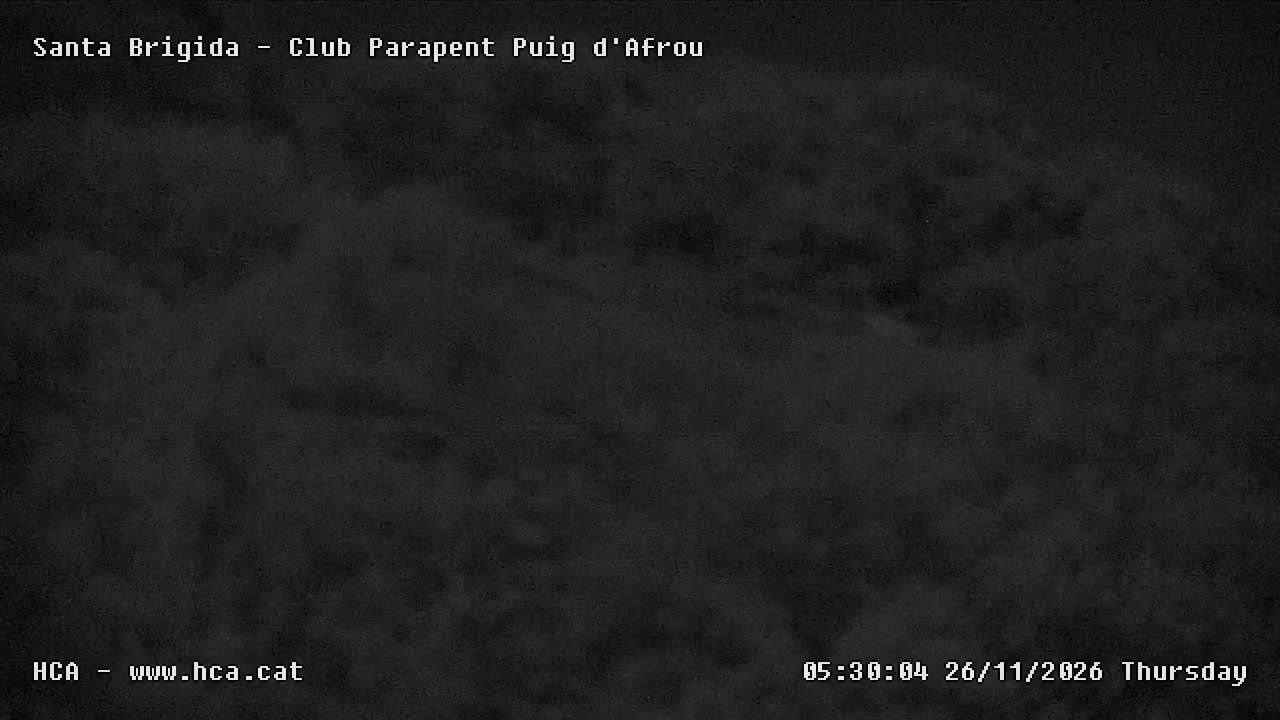 Santa Brigida - Club Parapent Puig d'Afrou
HCA - www.hca.cat
05:30:04 26/11/2026 Thursday